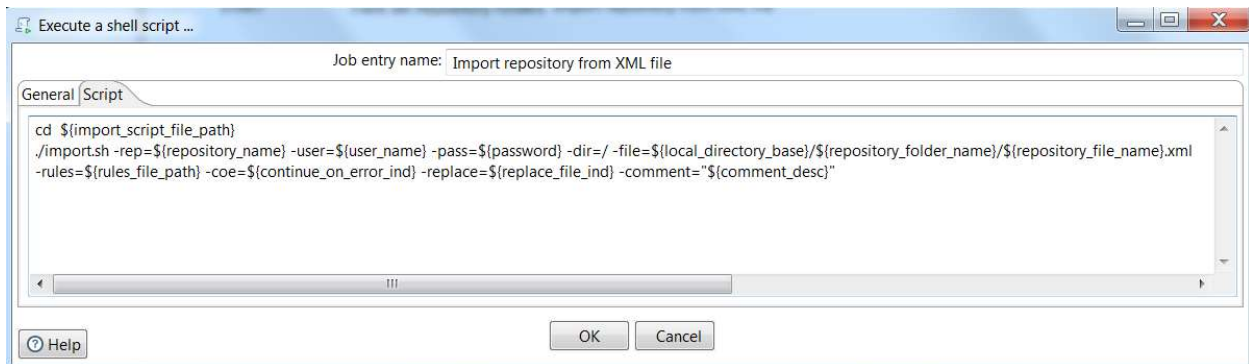 Execute a shell script ...
Job entry name: Import repository from XML file
General Script
cd  ${import_script_file_path}
./import.sh -rep=${repository_name} -user=${user_name} -pass=${password} -dir=/ -file=${local_directory_base}/${repository_folder_name}/${repository_file_name}.xml
-rules=${rules_file_path} -coe=${continue_on_error_ind} -replace=${replace_file_ind} -comment="${comment_desc}"
OK Cancel
Help